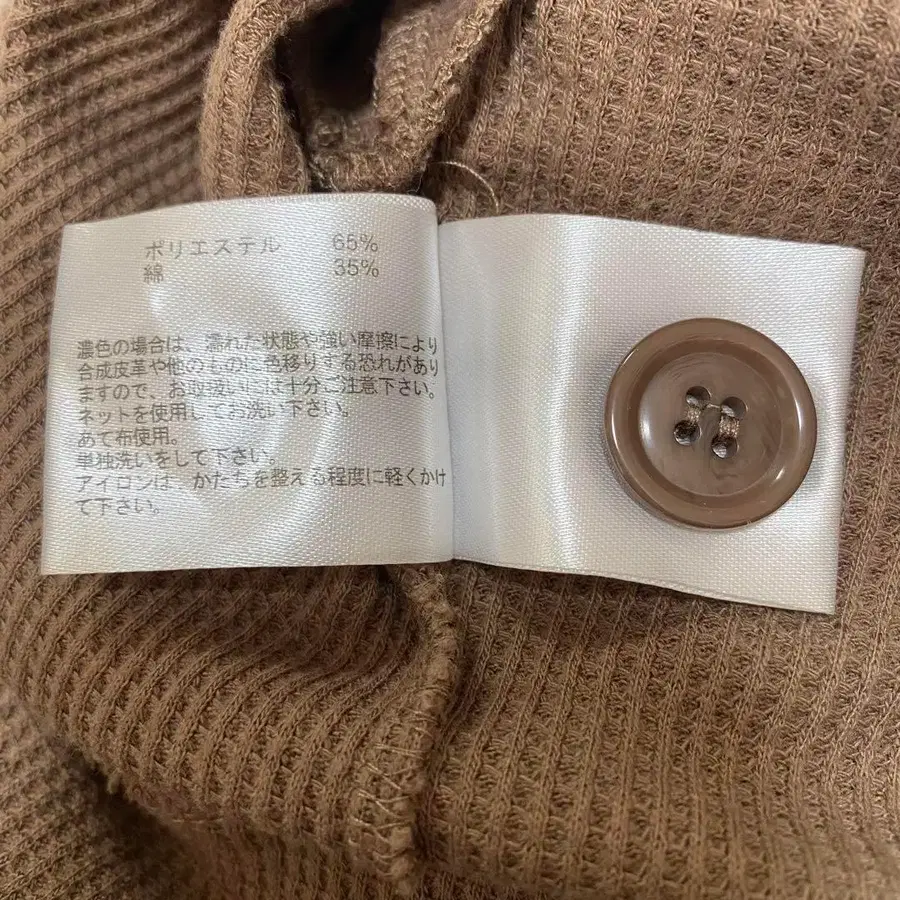 ポリエステル 65%
綿 35%
濃色の場合は、濡れた状態や強い摩擦により
合成皮革や他のものに色移りする恐れがあり
ますので、お取扱いには十分ご注意下さい。
ネットを使用してお洗い下さい。
あて布使用。
単独洗いをして下さい。
アイロンは、かたちを整える程度に軽くかけ
て下さい。